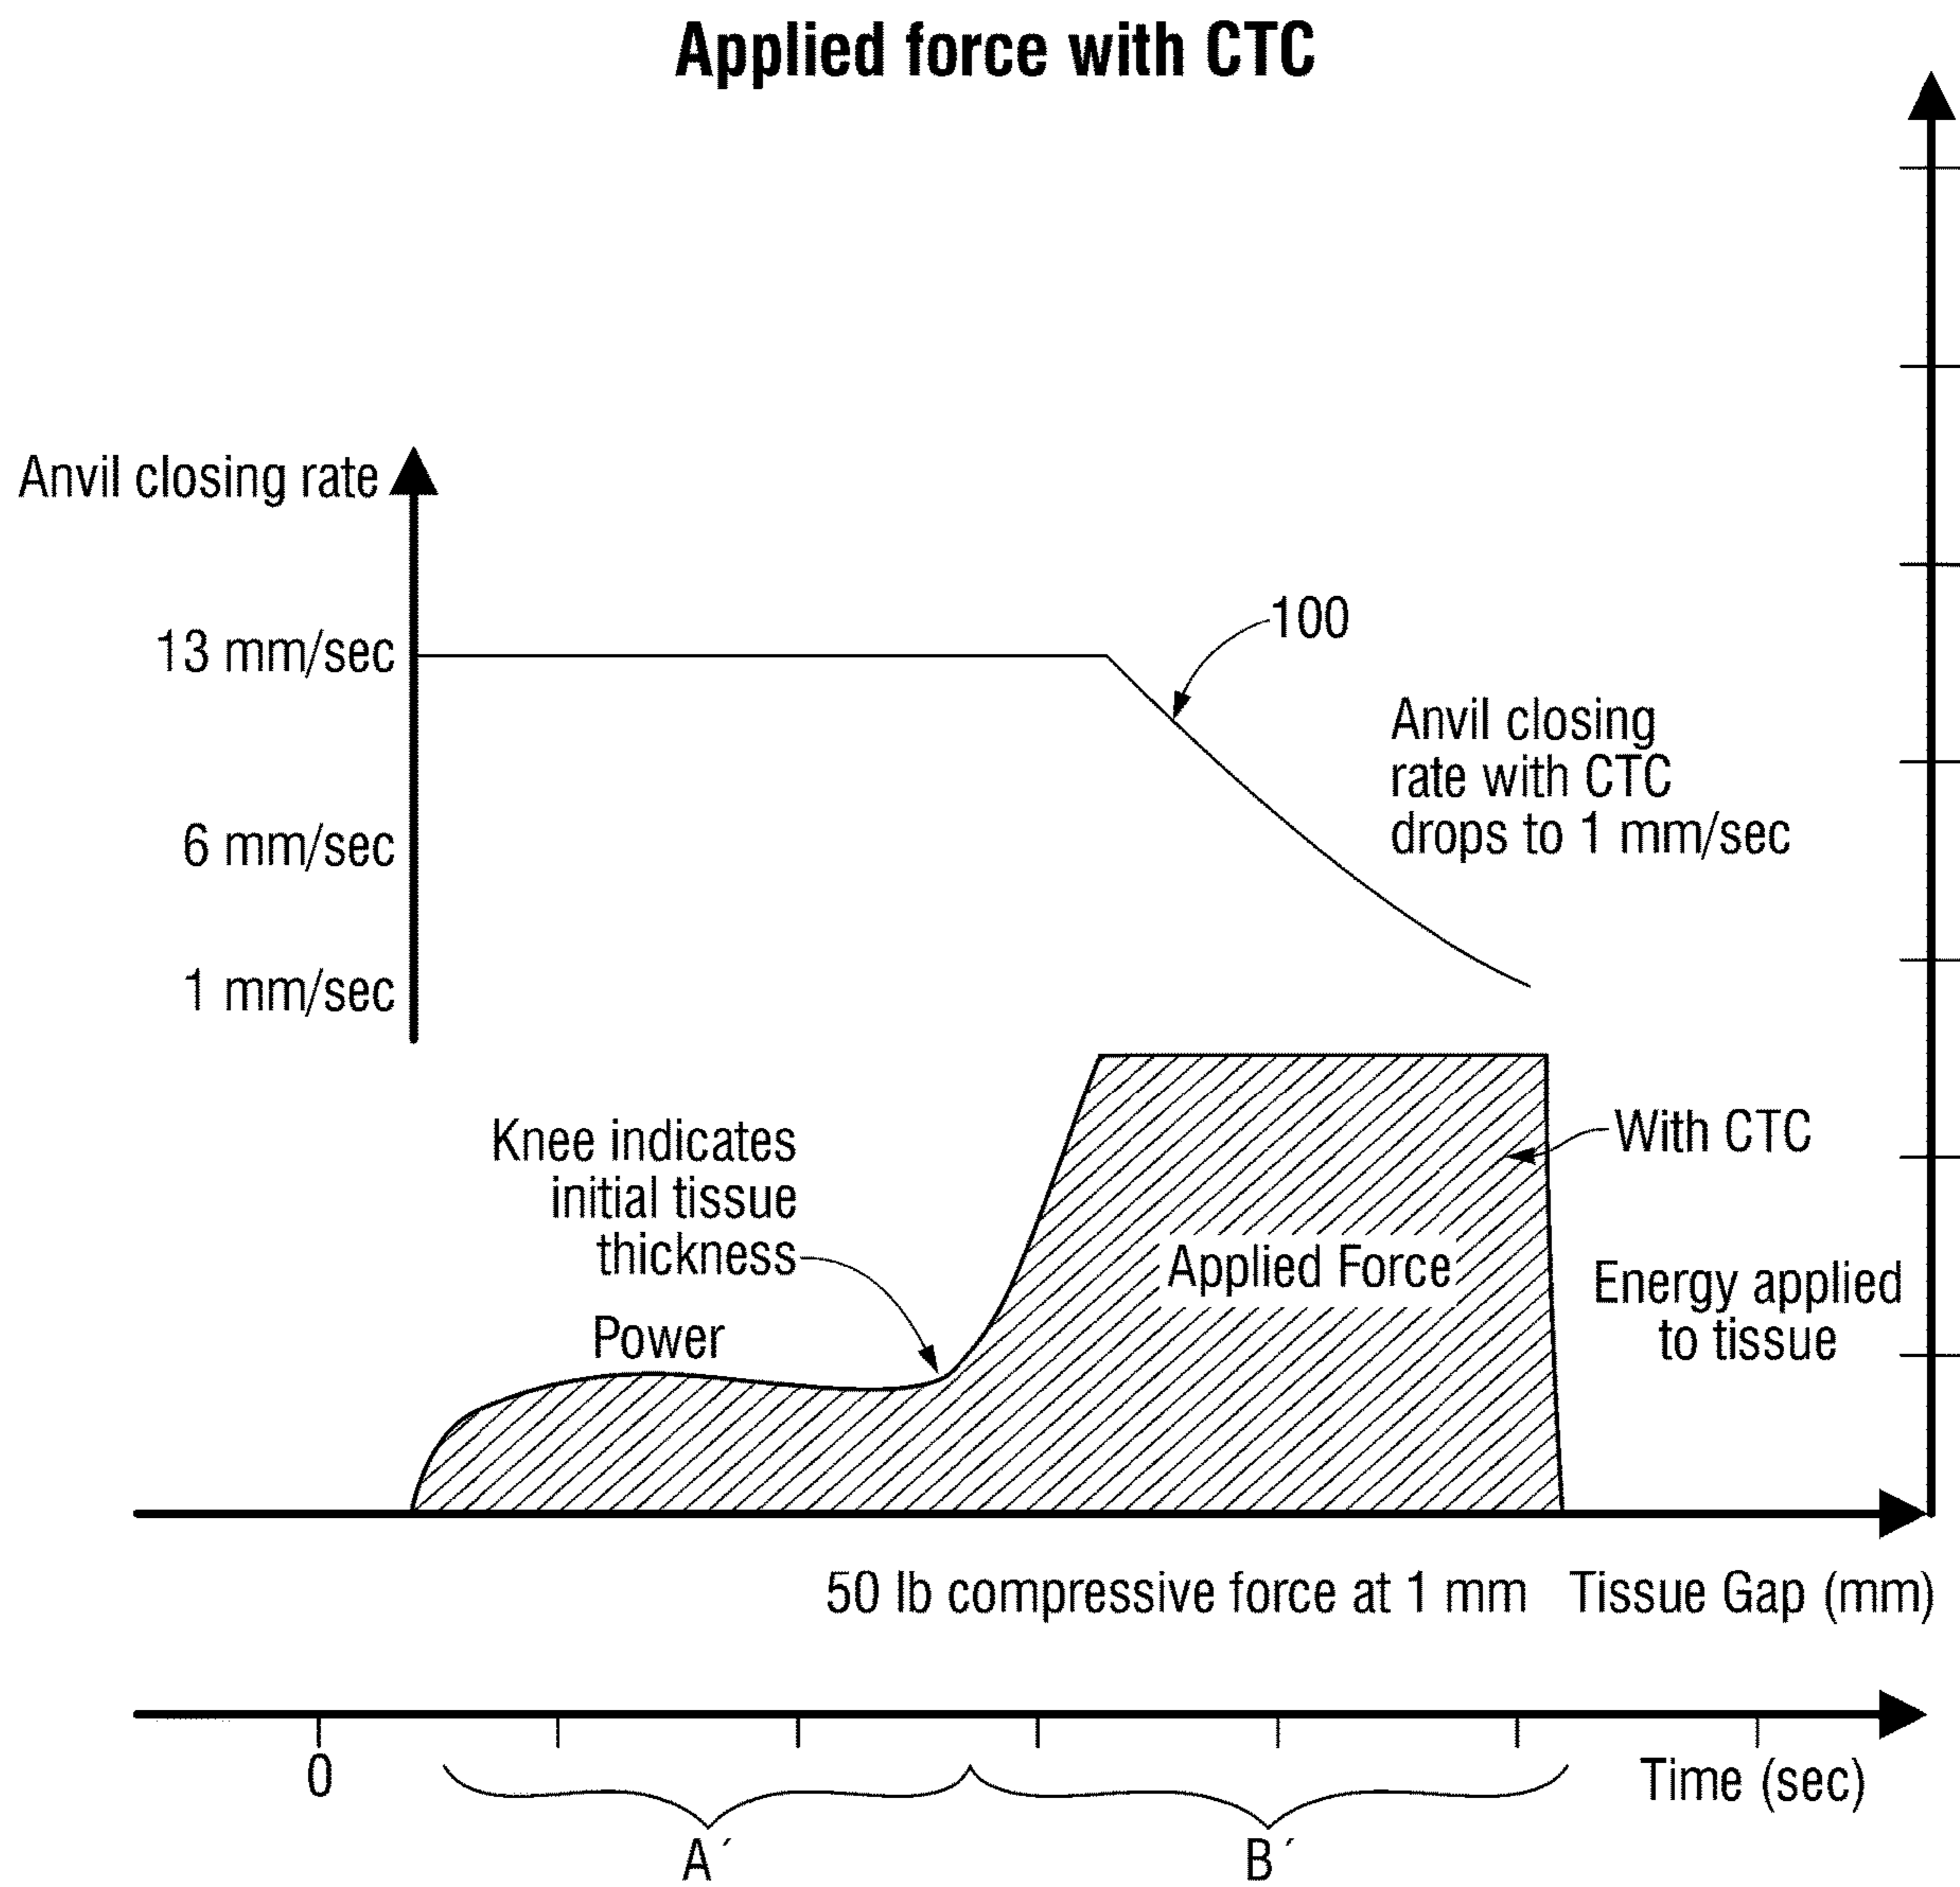 Applied force with CTC
Anvil closing rate
13 mm/sec
6 mm/sec
1 mm/sec
100
Anvil closing
rate with CTC
drops to 1 mm/sec
Knee indicates
initial tissue
thickness
Power
With CTC
Applied Force
Energy applied
to tissue
50 lb compressive force at 1 mm
Tissue Gap (mm)
0
Time (sec)
A´
B´